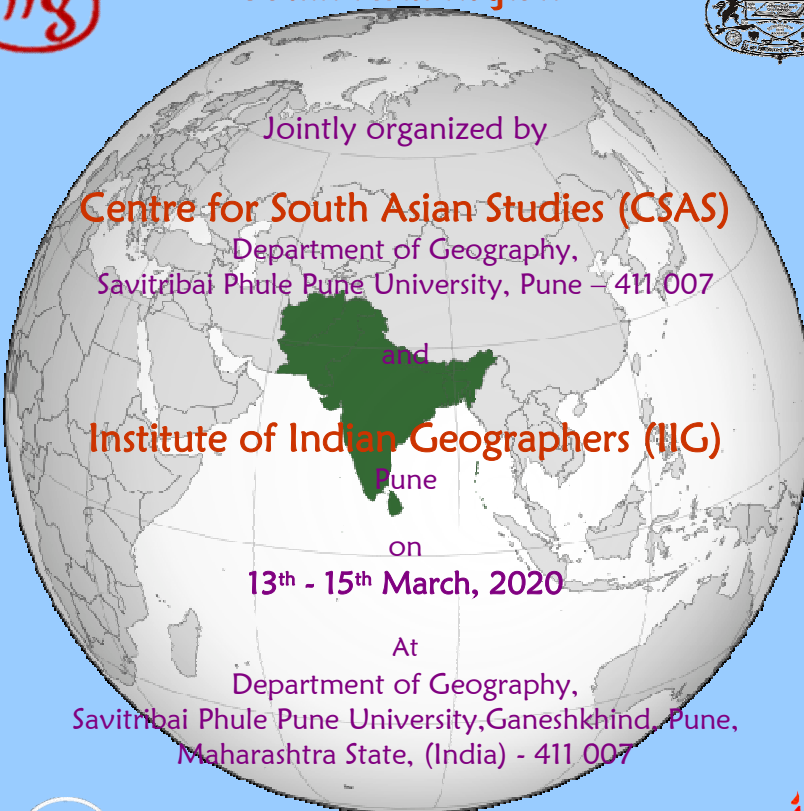 Jointly organized by
Centre for South Asian Studies (CSAS)
Department of Geography,
Savitribai Phule Pune University, Pune – 411 007
and
Institute of Indian Geographers (IIG)
Pune
on
13th - 15th March, 2020
At
Department of Geography,
Savitribai Phule Pune University,Ganeshkhind, Pune,
Maharashtra State, (India) - 411 007